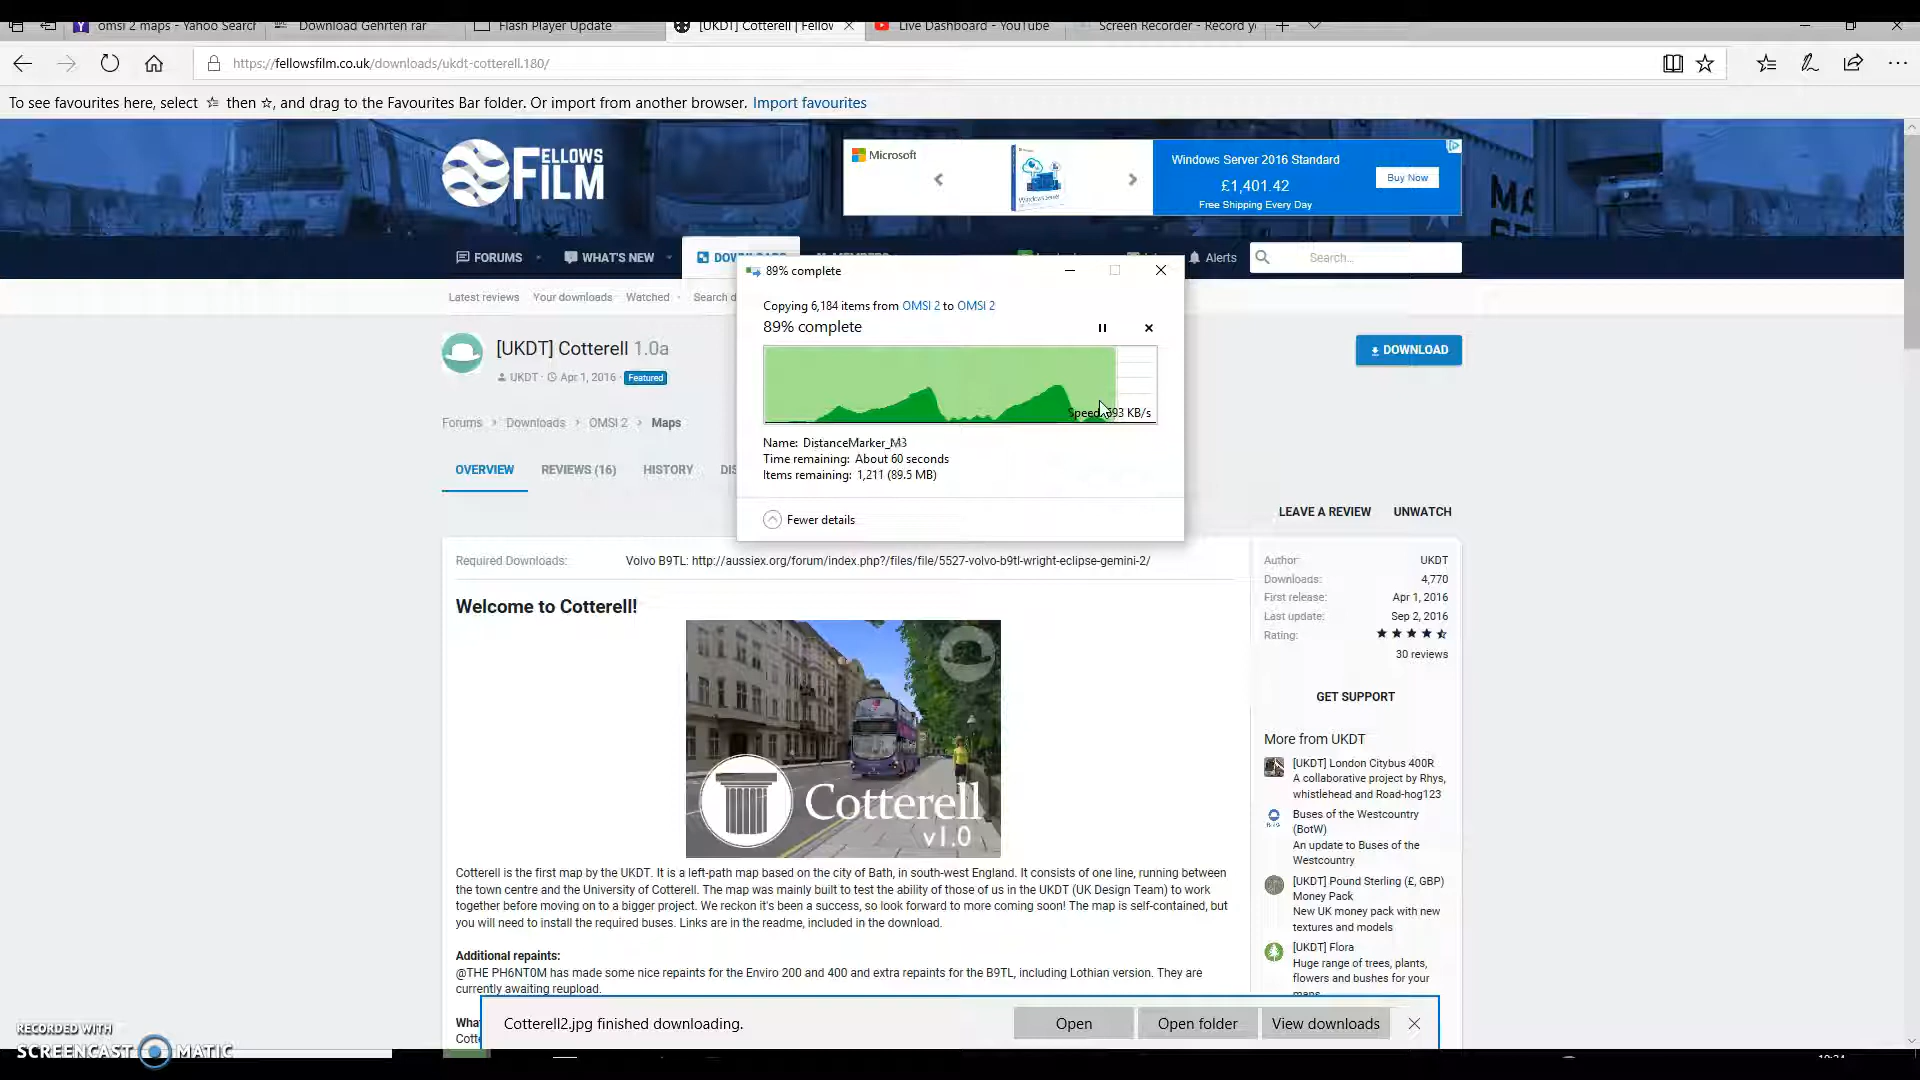 omsi 2 maps - Yahoo Search
Download Gehrten rar
Flash Player Update
[UKDT] Cotterell | Fellow
Live Dashboard - YouTube
Screen Recorder - Record yo
https://fellowsfilm.co.uk/downloads/ukdt-cotterell.180/
To see favourites here, select then , and drag to the Favourites Bar folder. Or import from another browser. Import favourites
FELLOWS FILM
Microsoft
Windows Server 2016 Standard
£1,401.42
Free Shipping Every Day
Buy Now
FORUMS
WHAT'S NEW
Alerts
Search...
Latest reviews
Your downloads
Watched
Search d
89% complete
Copying 6,184 items from OMSI 2 to OMSI 2
89% complete
KB/s
Name: DistanceMarker_M3
Time remaining: About 60 seconds
Items remaining: 1,211 (89.5 MB)
Fewer details
[UKDT] Cotterell 1.0a
UKDT · Apr 1, 2016 · Featured
DOWNLOAD
Forums > Downloads > OMSI 2 > Maps
OVERVIEW
REVIEWS (16)
HISTORY
DIS
LEAVE A REVIEW
UNWATCH
Required Downloads: Volvo B9TL: http://aussiex.org/forum/index.php?/files/file/5527-volvo-b9tl-wright-eclipse-gemini-2/
Welcome to Cotterell!
Cotterell
v1.0
Cotterell is the first map by the UKDT. It is a left-path map based on the city of Bath, in south-west England. It consists of one line, running between
the town centre and the University of Cotterell. The map was mainly built to test the ability of those of us in the UKDT (UK Design Team) to work
together before moving on to a bigger project. We reckon it's been a success, so look forward to more coming soon! The map is self-contained, but
you will need to install the required buses. Links are in the readme, included in the download.
Additional repaints:
@THE PH6NT0M has made some nice repaints for the Enviro 200 and 400 and extra repaints for the B9TL, including Lothian version. They are
currently awaiting reupload.
Wha
Cotte
Author: UKDT
Downloads: 4,770
First release: Apr 1, 2016
Last update: Sep 2, 2016
Rating:
30 reviews
GET SUPPORT
More from UKDT
[UKDT] London Citybus 400R
A collaborative project by Rhys,
whistlehead and Road-hog123
Buses of the Westcountry
(BotW)
An update to Buses of the
Westcountry
[UKDT] Pound Sterling (£, GBP)
Money Pack
New UK money pack with new
textures and models
[UKDT] Flora
Huge range of trees, plants,
flowers and bushes for your
maps
Cotterell2.jpg finished downloading.
Open
Open folder
View downloads
RECORDED WITH
SCREENCAST MATIC